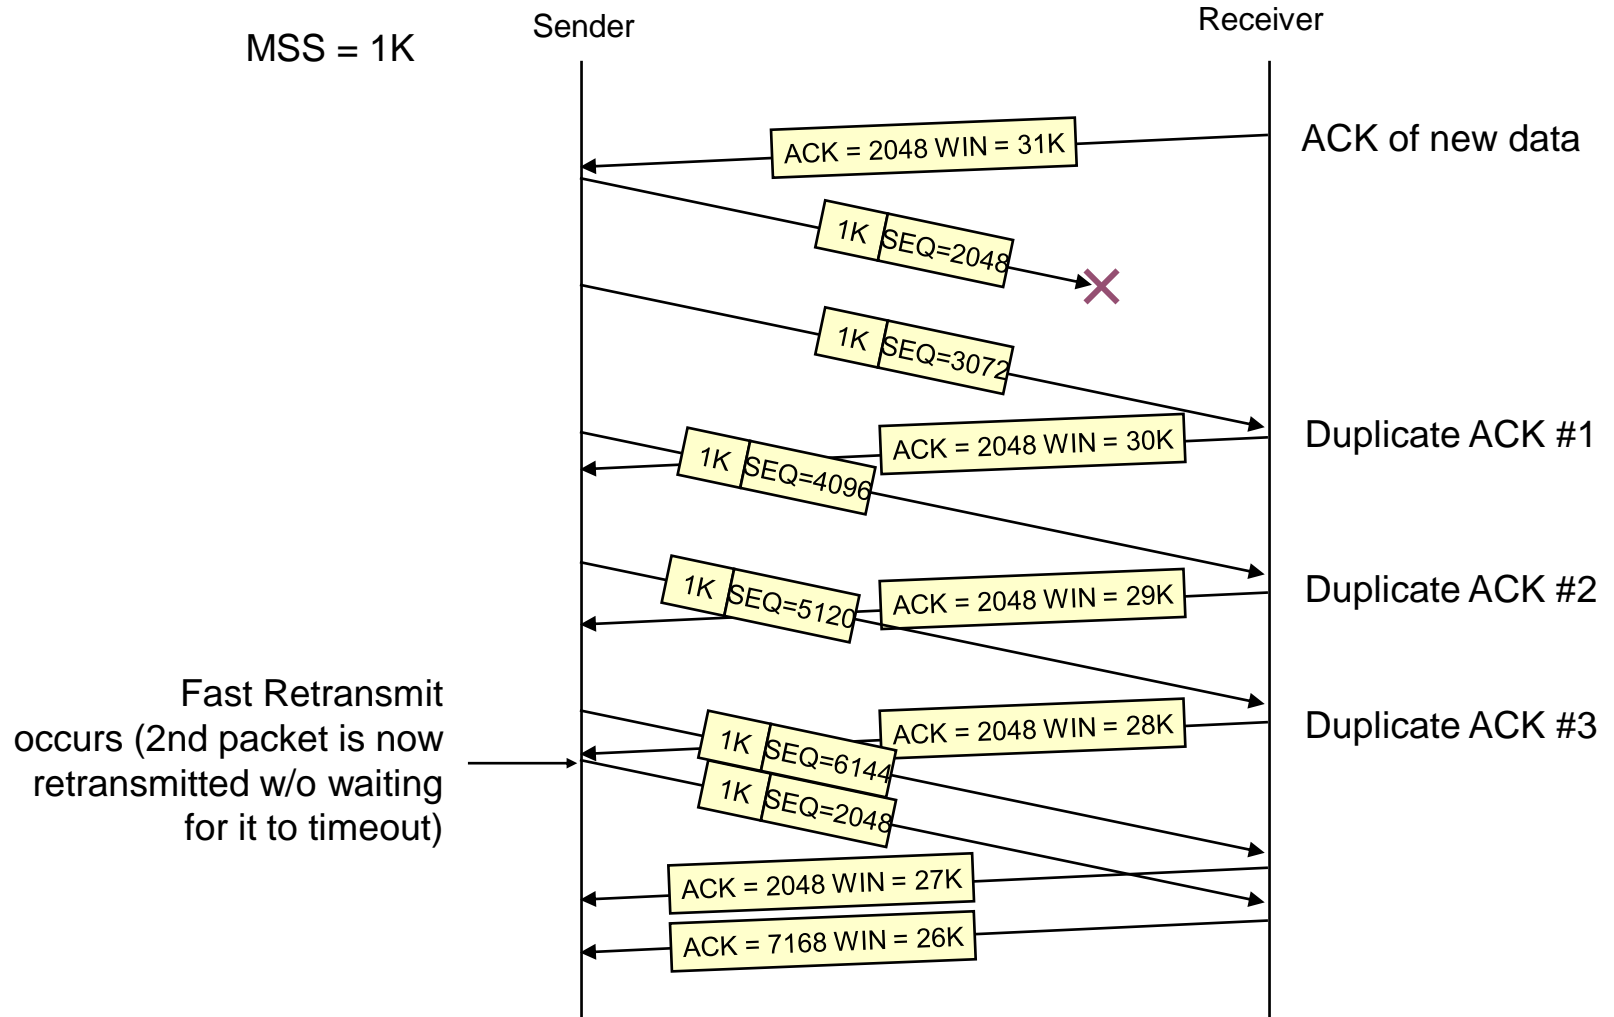 Sender
Receiver
MSS = 1K
ACK = 2048 WIN = 31K
ACK of new data
1K SEQ=2048
1K SEQ=3072
ACK = 2048 WIN = 30K
Duplicate ACK #1
1K SEQ=4096
1K SEQ=5120
ACK = 2048 WIN = 29K
Duplicate ACK #2
Fast Retransmit
occurs (2nd packet is now
retransmitted w/o waiting
for it to timeout)
ACK = 2048 WIN = 28K
Duplicate ACK #3
1K SEQ=6144
1K SEQ=2048
ACK = 2048 WIN = 27K
ACK = 7168 WIN = 26K